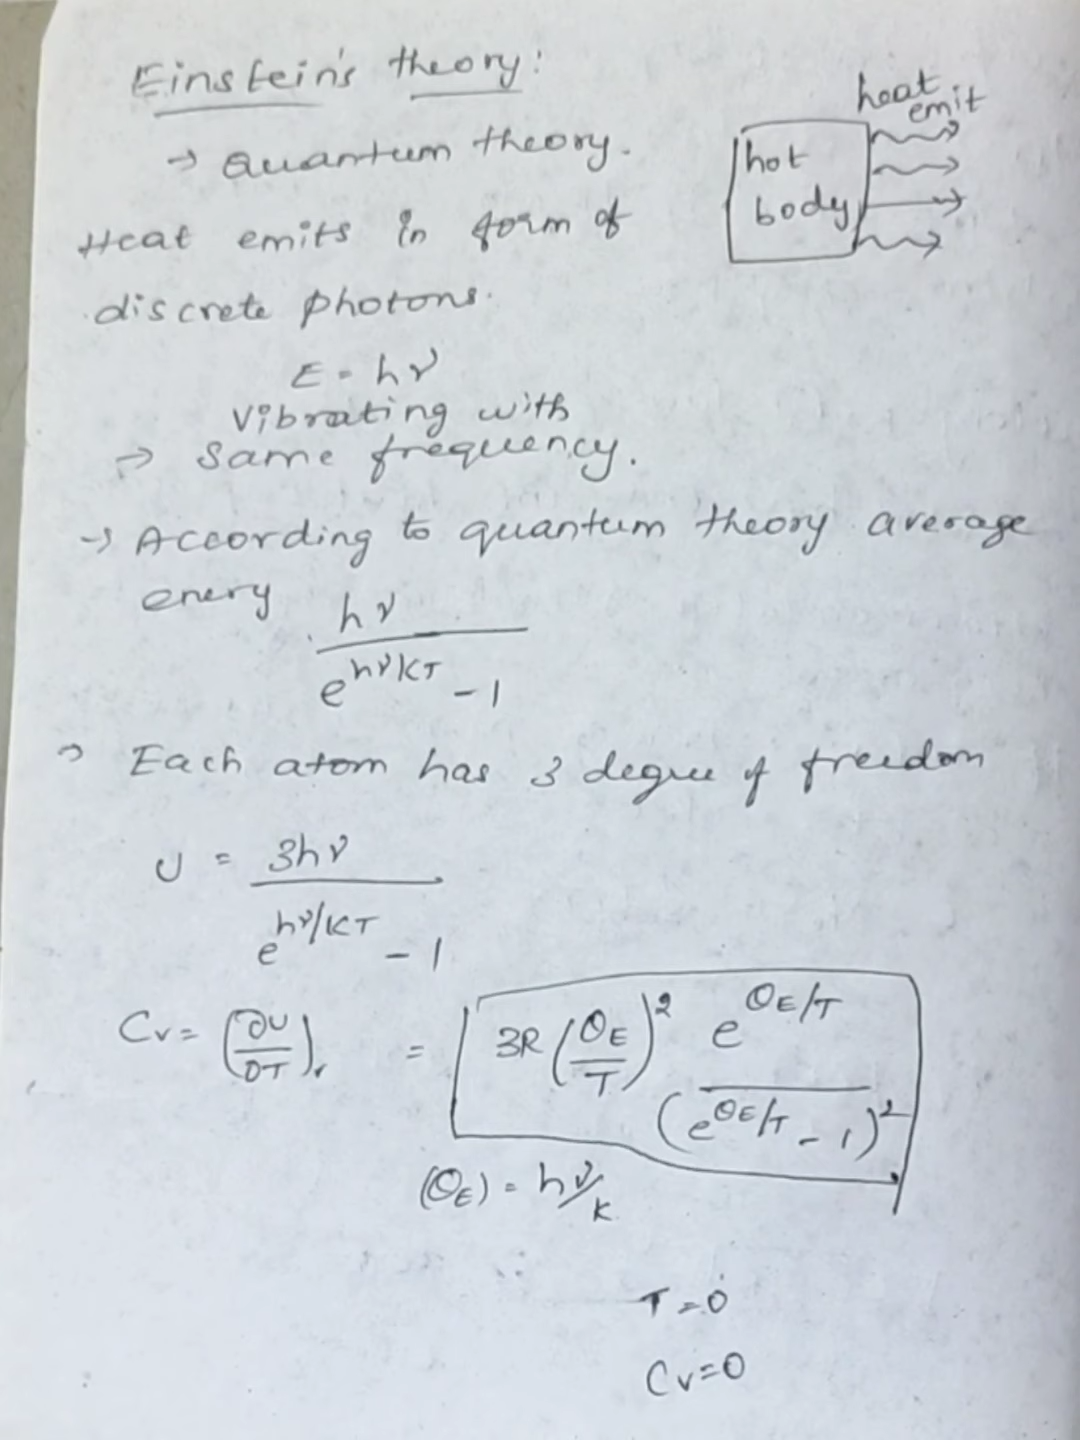 Einstein's theory:
heat
emit
→ Quantum theory.
hot
body
Heat emits in form of
discrete photons.
E = hν
Vibrating with
→ Same frequency.
→ According to quantum theory average
enery
hν
e^hνKT - 1
→ Each atom has 3 degree of freedom
U = 3hν
e^hν/KT - 1
Cv = (∂U/∂T)v = 3R (ΘE/T)² e^ΘE/T / (e^ΘE/T - 1)²
(ΘE) = hν/K
T = 0
Cv = 0